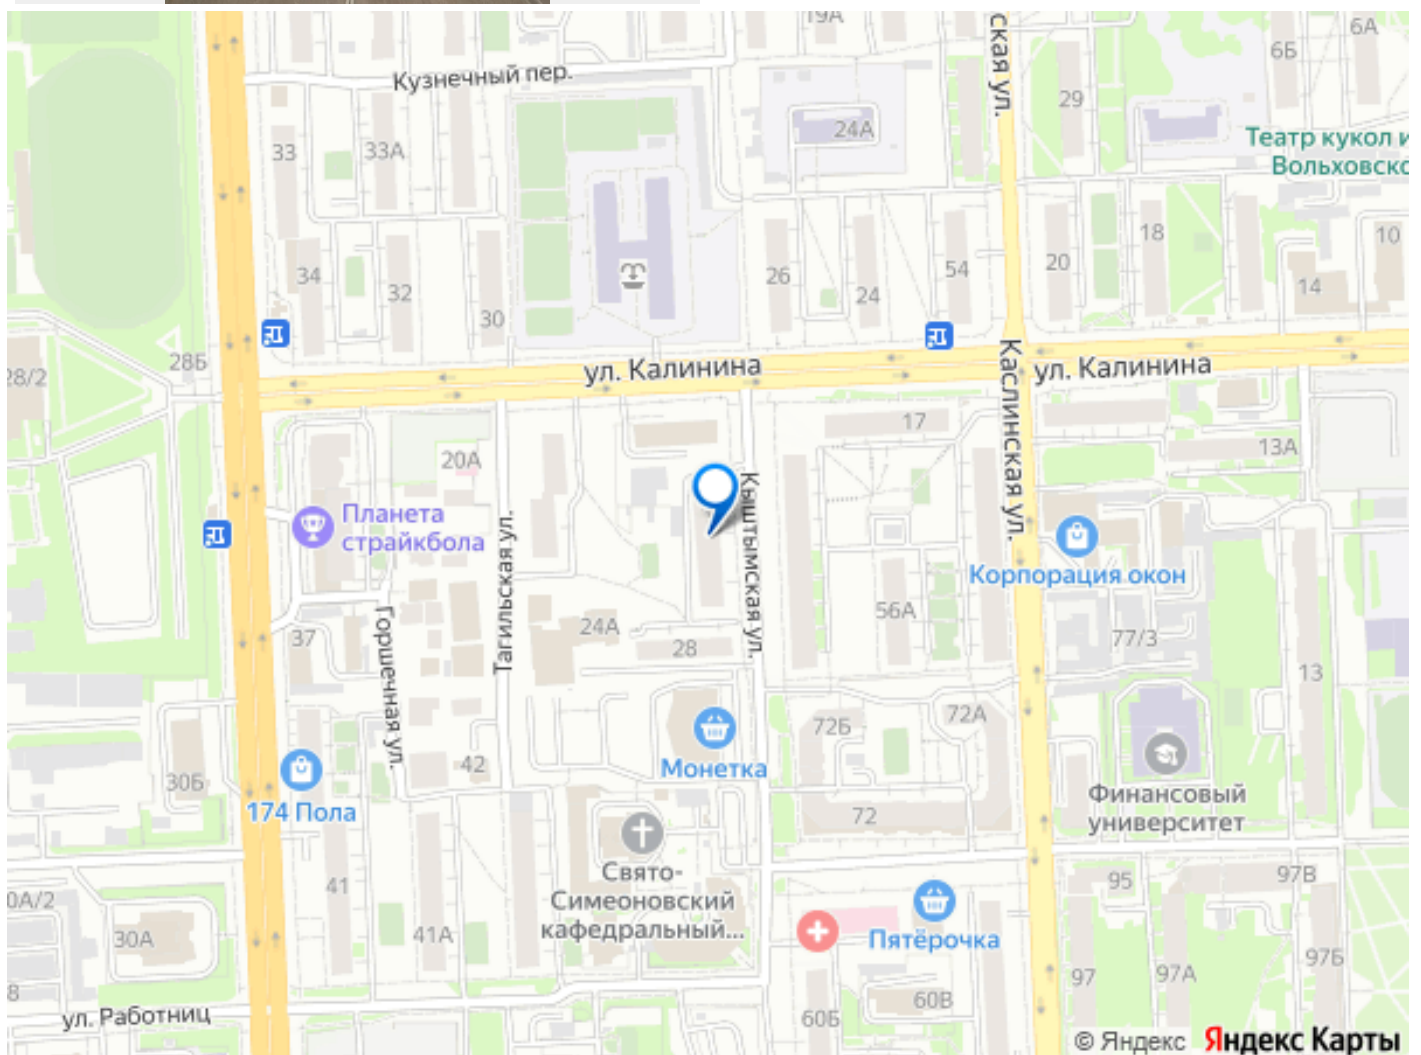 19А
ская ул.
6А
6Б
Кузнечный пер.
29
24А
Театр кукол и
Вольховско
33
33А
18
10
34
32
30
26
24
54
20
14
28Б
28/2
ул. Калинина
Каслинская ул.
ул. Калинина
17
13А
20А
Планета
страйкбола
Тагильская ул.
Кыштымская ул.
Корпорация окон
56А
77/3
37
Горшечная ул.
24А
28
13
72Б
72А
42
Монетка
30Б
174 Пола
72
Финансовый
университет
Свято-
Симеоновский
кафедральный...
41
95
97В
0А/2
30А
41А
Пятёрочка
97Б
97
97А
8
ул. Работниц
60Б
60В
© Яндекс Яндекс Карты